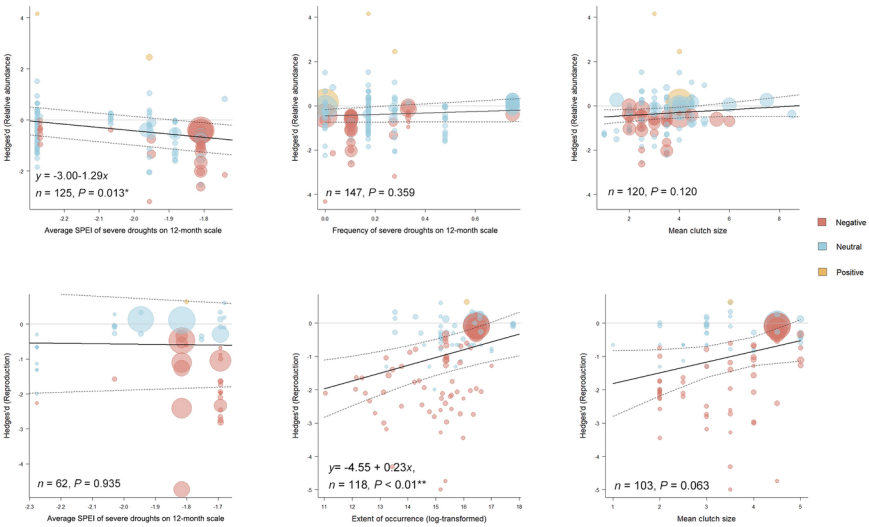 4
2
0
-2
-4
Hedges'd (Relative abundance)
y = -3.00-1.29x
n = 125, P = 0.013*
-2.2 -2.1 -2.0 -1.9 -1.8
Average SPEI of severe droughts on 12-month scale
4
2
0
-2
-4
Hedges'd (Relative abundance)
n = 147, P = 0.359
0.0 0.2 0.4 0.6
Frequency of severe droughts on 12-month scale
4
2
0
-2
-4
Hedges'd (Relative abundance)
n = 120, P = 0.120
2 4 6 8
Mean clutch size
Negative
Neutral
Positive
0
-1
-2
-3
-4
Hedges'd (Reproduction)
n = 62, P = 0.935
-2.3 -2.2 -2.1 -2.0 -1.9 -1.8 -1.7
Average SPEI of severe droughts on 12-month scale
0
-1
-2
-3
-4
-5
Hedges'd (Reproduction)
y= -4.55 + 0.23x,
n = 118, P < 0.01**
11 12 13 14 15 16 17 18
Extent of occurrence (log-transformed)
0
-1
-2
-3
-4
-5
Hedges'd (Reproduction)
n = 103, P = 0.063
1 2 3 4 5
Mean clutch size